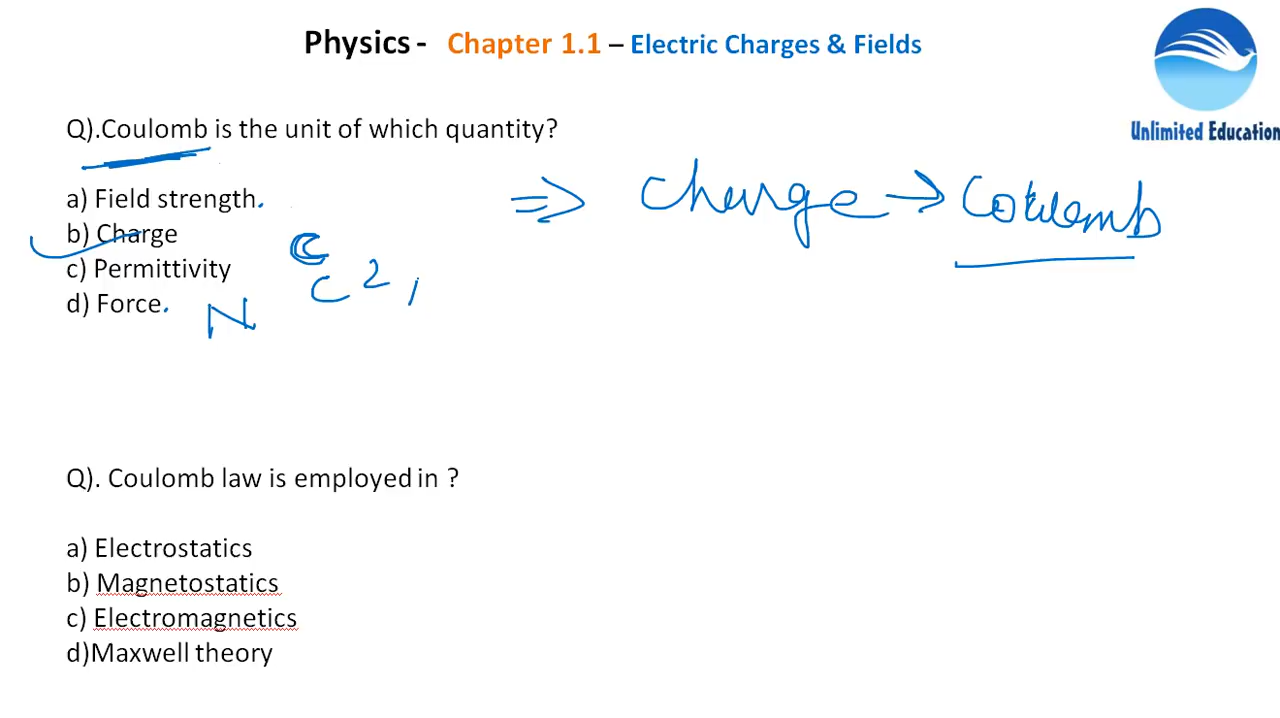 Physics - Chapter 1.1 – Electric Charges & Fields
Unlimited Education
Q).Coulomb is the unit of which quantity?
a) Field strength.
b) Charge
c) Permittivity
d) Force.
⇒ Charge → Coulomb
C
C 2 /
N
Q). Coulomb law is employed in ?
a) Electrostatics
b) Magnetostatics
c) Electromagnetics
d)Maxwell theory